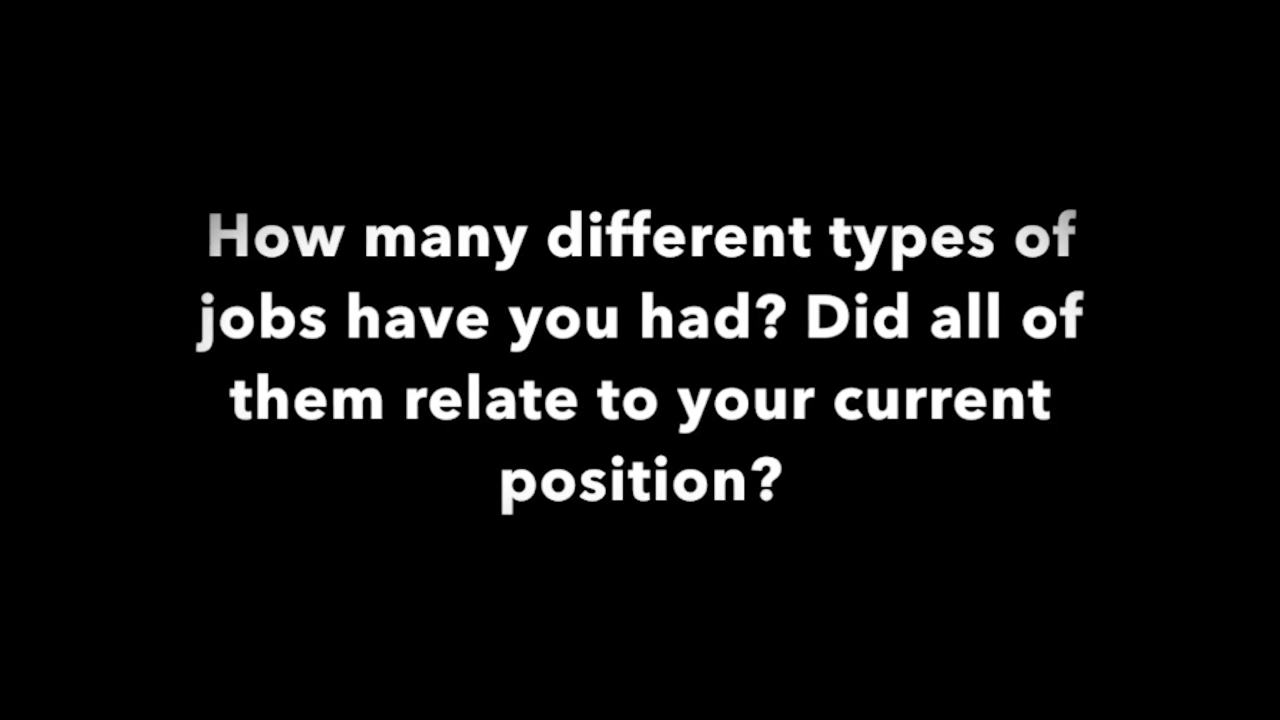 How many different types of
jobs have you had? Did all of
them relate to your current
position?